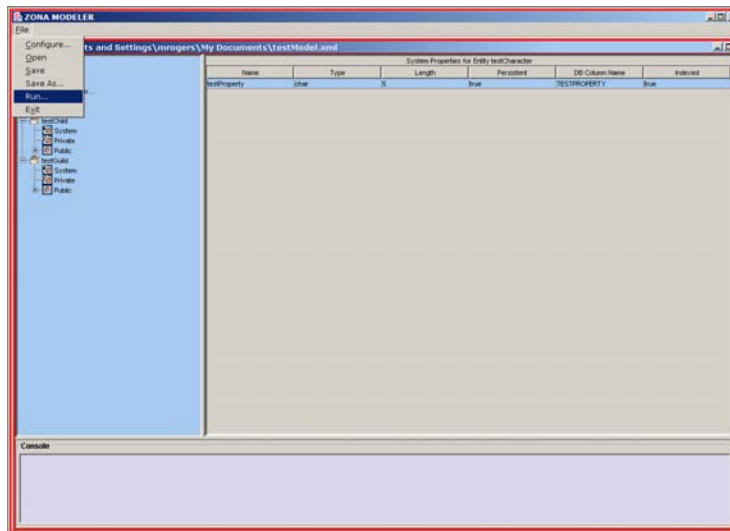 ZONA MODELER
File
Configure...
Open
Save
Save As...
Run...
Exit
ts and Settings\mrogers\My Documents\testModel.xml
System Properties for Entity testCharacter
Name Type Length Persistent DB Column Name Indexed
testProperty char 5 true TESTPROPERTY true
testChild
System
Private
Public
testGuild
System
Private
Public
Console